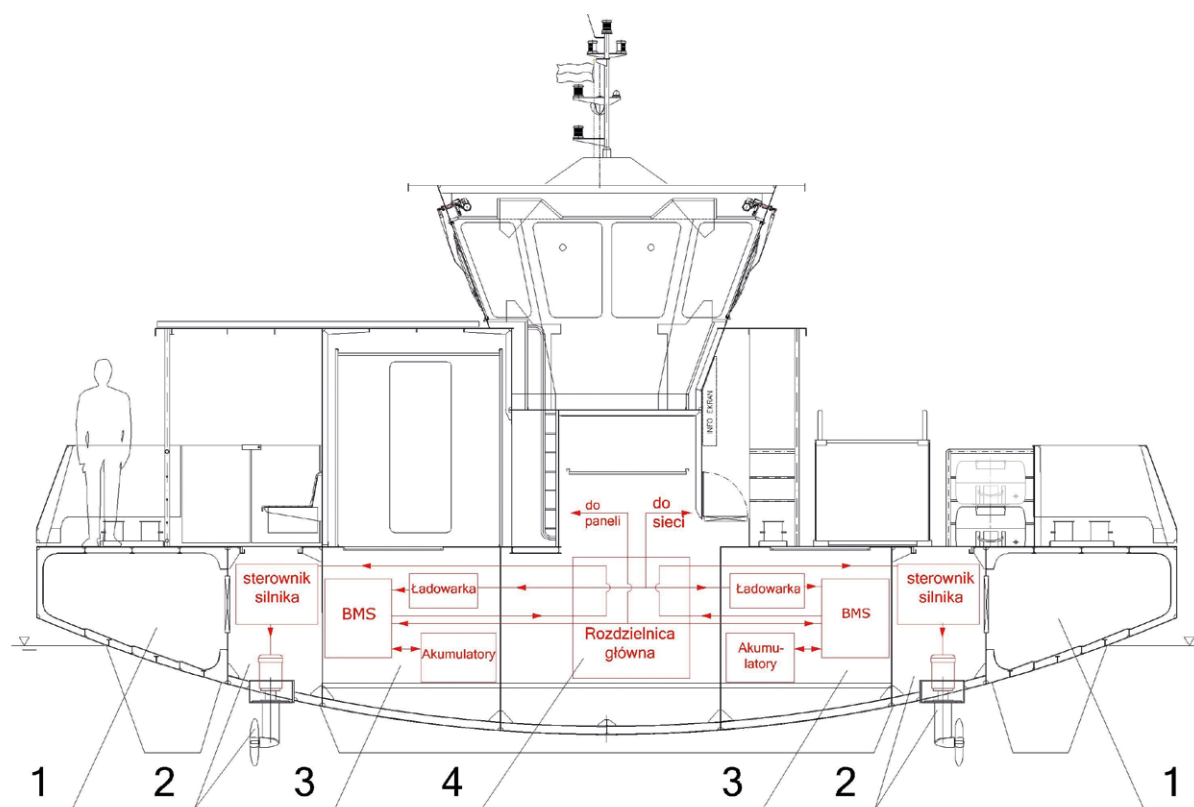 INFO EKRAN
do
paneli
do
sieci
sterownik
silnika
BMS
Ładowarka
Akumulatory
Rozdzielnica
główna
Ładowarka
Akumu-
latory
BMS
sterownik
silnika
1 2 3 4 3 2 1